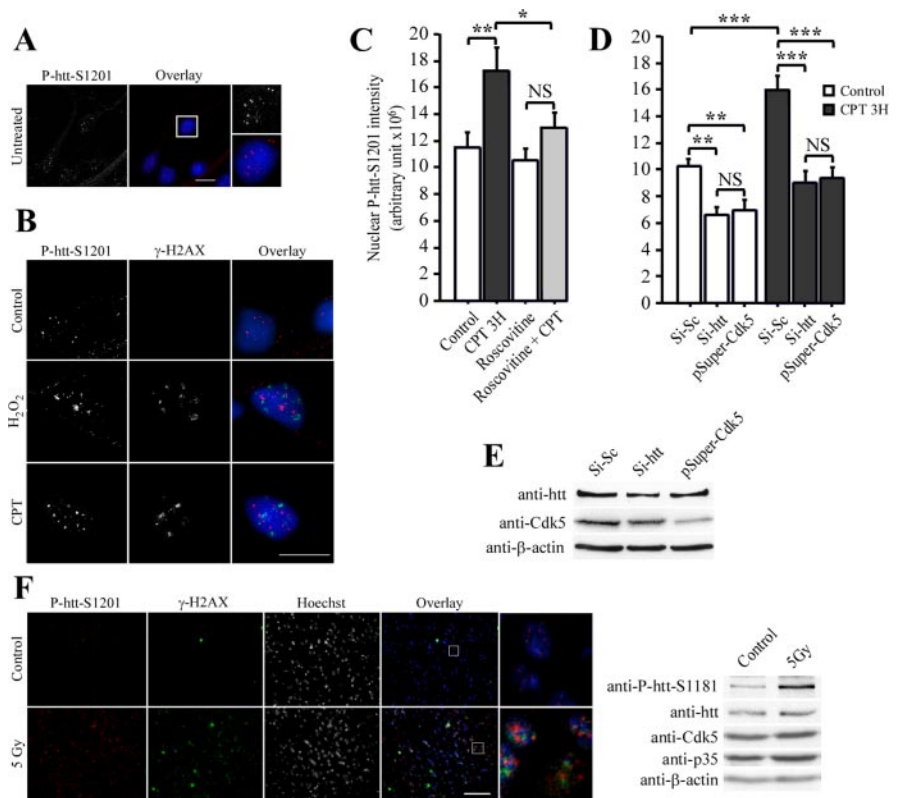 A
P-htt-S1201 Overlay
Untreated
B
P-htt-S1201 γ-H2AX Overlay
Control
H₂O₂
CPT
C
Nuclear P-htt-S1201 intensity
(arbitrary unit x10⁶)
20
18
16
14
12
10
8
6
4
2
0
** *
NS
Control
CPT 3H
Roscovitine
Roscovitine + CPT
D
20
18
16
14
12
10
8
6
4
2
0
***
***
***
**
**
NS
NS
Control
CPT 3H
Si-Sc
Si-htt
pSuper-Cdk5
Si-Sc
Si-htt
pSuper-Cdk5
E
Si-Sc Si-htt pSuper-Cdk5
anti-htt
anti-Cdk5
anti-β-actin
F
P-htt-S1201 γ-H2AX Hoechst Overlay
Control
5 Gy
Control 5Gy
anti-P-htt-S1181
anti-htt
anti-Cdk5
anti-p35
anti-β-actin